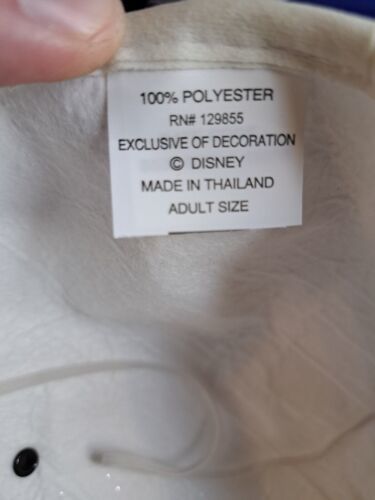 100% POLYESTER
RN# 129855
EXCLUSIVE OF DECORATION
© DISNEY
MADE IN THAILAND
ADULT SIZE